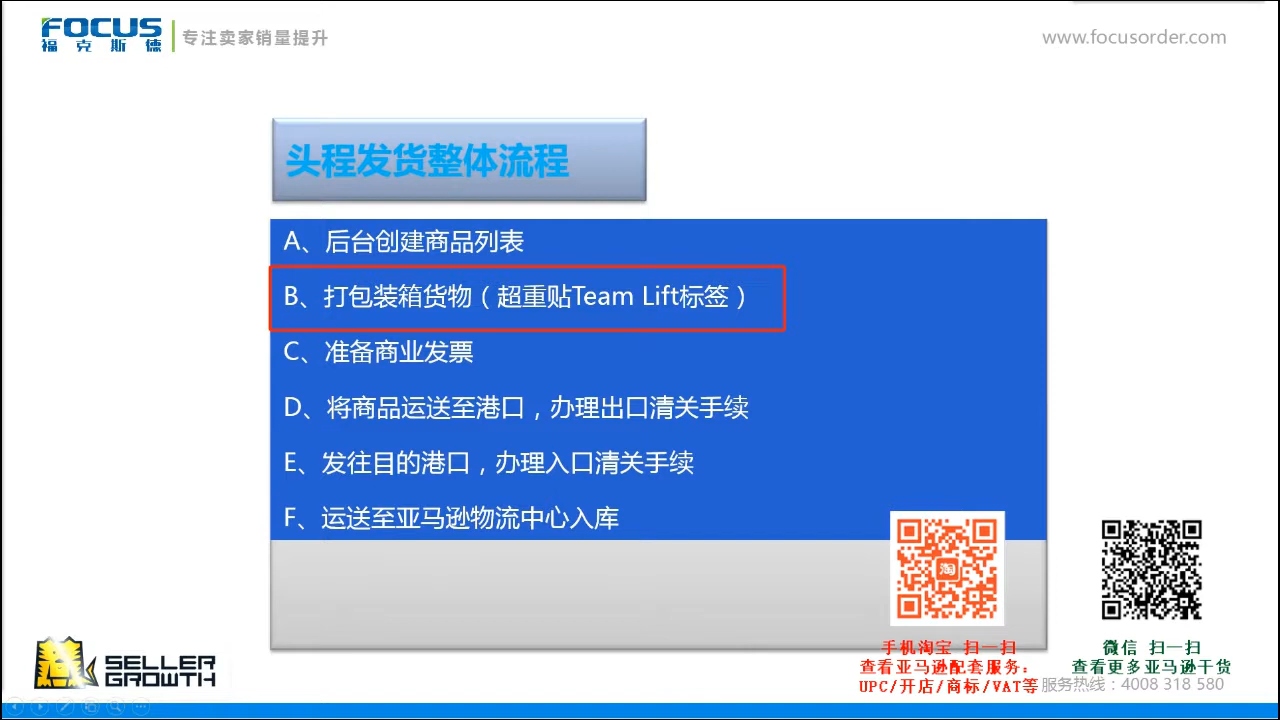 FOCUS
福克斯德
专注卖家销量提升
www.focusorder.com
头程发货整体流程
A、后台创建商品列表
B、打包装箱货物（超重贴Team Lift标签）
C、准备商业发票
D、将商品运送至港口，办理出口清关手续
E、发往目的港口，办理入口清关手续
F、运送至亚马逊物流中心入库
淘
手机淘宝 扫一扫
查看亚马逊配套服务：
UPC/开店/商标/VAT等
微信 扫一扫
查看更多亚马逊干货
服务热线：4008 318 580
SELLER
GROWTH